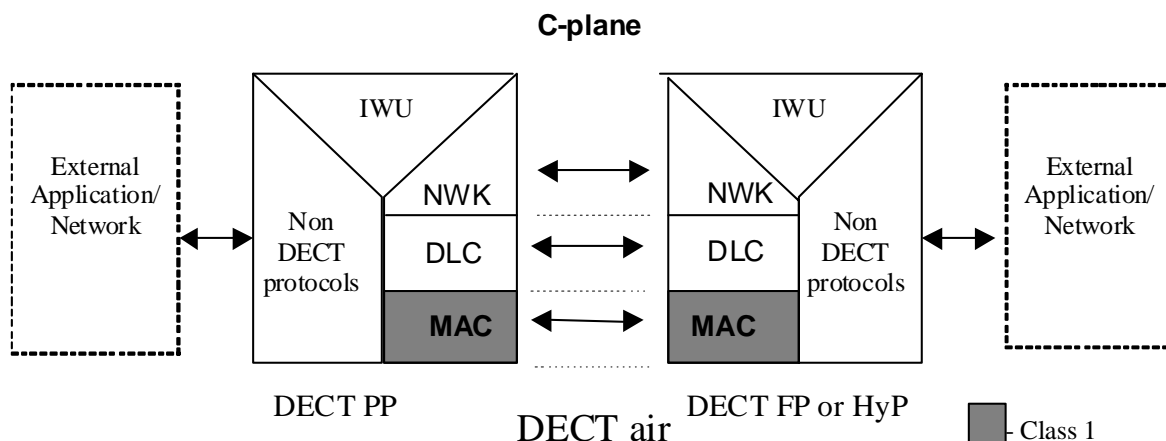 C-plane
External
Application/
Network
IWU
Non
DECT
protocols
NWK
DLC
MAC
IWU
NWK
DLC
MAC
Non
DECT
protocols
External
Application/
Network
DECT PP
DECT air
DECT FP or HyP
- Class 1